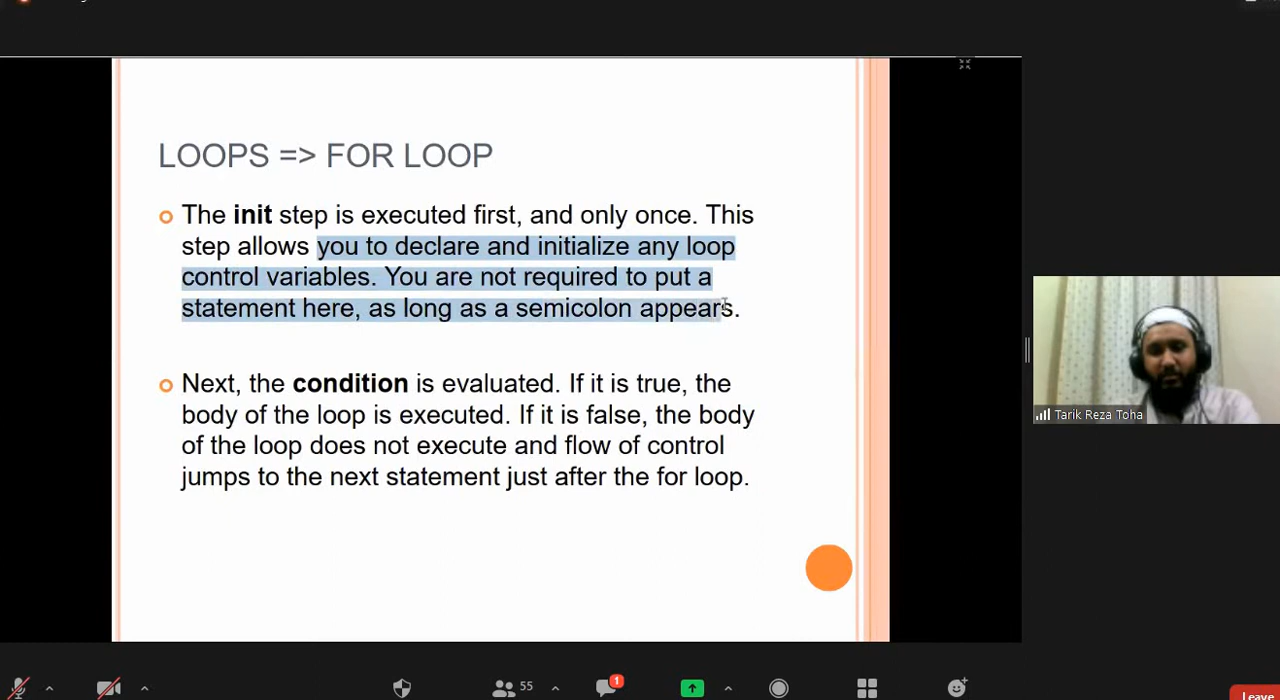 LOOPS => FOR LOOP
The init step is executed first, and only once. This
step allows you to declare and initialize any loop
control variables. You are not required to put a
statement here, as long as a semicolon appears.
Next, the condition is evaluated. If it is true, the
body of the loop is executed. If it is false, the body
of the loop does not execute and flow of control
jumps to the next statement just after the for loop.
Tarik Reza Toha
55
1
Leave